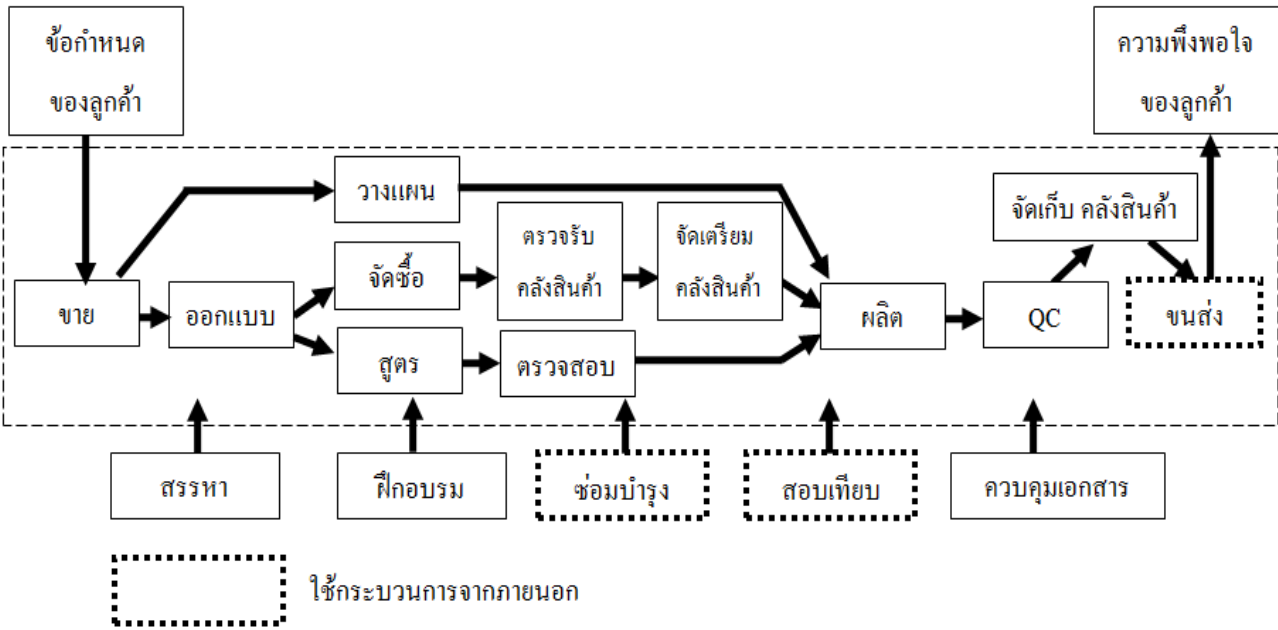 ข้อกำหนด
ของลูกค้า
ความพึงพอใจ
ของลูกค้า
วางแผน
จัดเก็บ คลังสินค้า
ตรวจรับ
คลังสินค้า
จัดเตรียม
คลังสินค้า
จัดซื้อ
ขาย
ออกแบบ
ผลิต
QC
ขนส่ง
สูตร
ตรวจสอบ
สรรหา
ฝึกอบรม
ซ่อมบำรุง
สอบเทียบ
ควบคุมเอกสาร
ใช้กระบวนการจากภายนอก